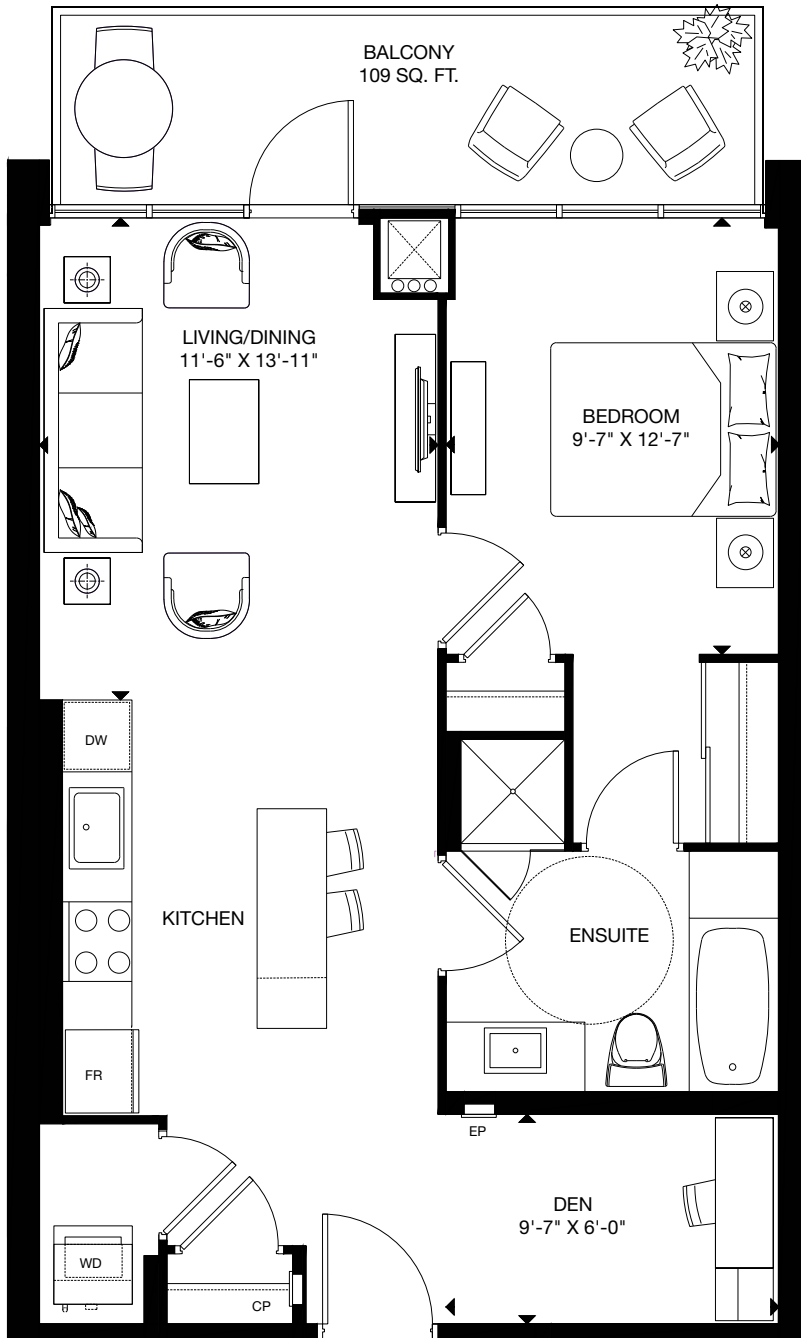 BALCONY
109 SQ. FT.
LIVING/DINING
11'-6" X 13'-11"
BEDROOM
9'-7" X 12'-7"
DW
KITCHEN
ENSUITE
FR
EP
DEN
9'-7" X 6'-0"
WD
CP